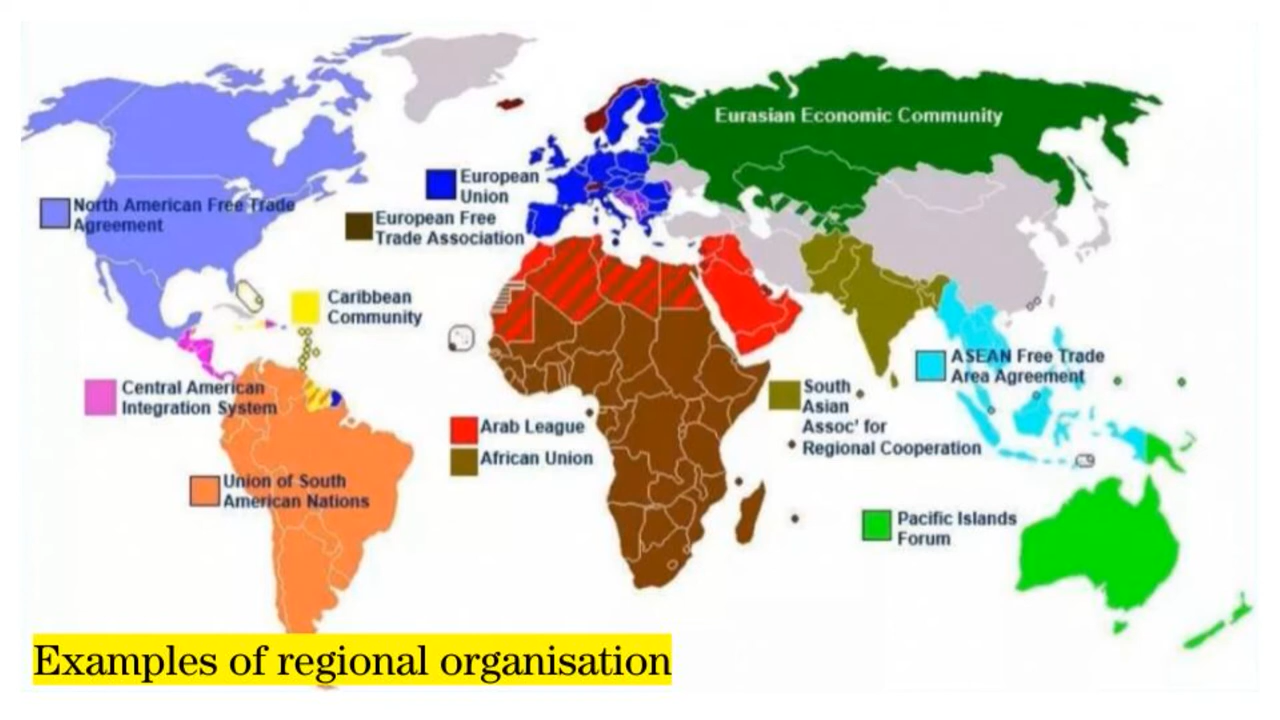 Eurasian Economic Community
European
Union
North American Free Trade
Agreement
European Free
Trade Association
Caribbean
Community
ASEAN Free Trade
Area Agreement
Central American
Integration System
South
Asian
Assoc' for
Regional Cooperation
Arab League
African Union
Union of South
American Nations
Pacific Islands
Forum
Examples of regional organisation